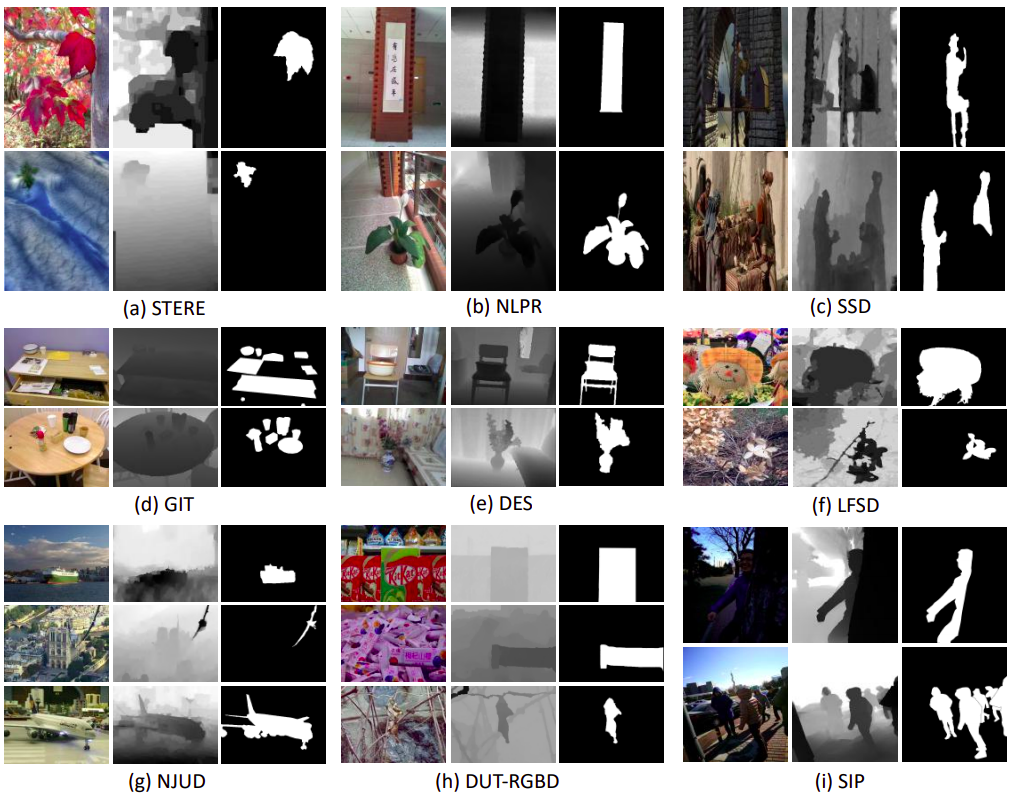 (a) STERE
(b) NLPR
(c) SSD
(d) GIT
(e) DES
(f) LFSD
(g) NJUD
(h) DUT-RGBD
(i) SIP